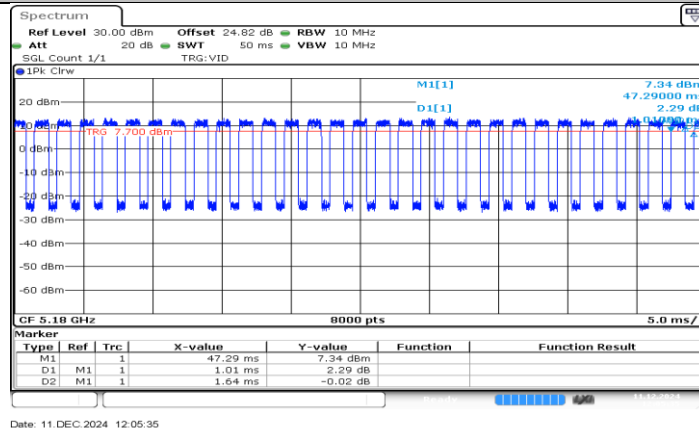 Spectrum
Ref Level 30.00 dBm Offset 24.82 dB RBW 10 MHz
Att 20 dB SWT 50 ms VBW 10 MHz
SGL Count 1/1 TRG:VID
1Pk Clrw
M1[1] 7.34 dBm
47.29000 ms
D1[1] 2.29 dB
20 dBm
10 dBm
TRG 7.700 dBm
0 dBm
-10 dBm
-20 dBm
-30 dBm
-40 dBm
-50 dBm
-60 dBm
CF 5.18 GHz 8000 pts 5.0 ms/
Marker
Type Ref Trc X-value Y-value Function Function Result
M1 1 47.29 ms 7.34 dBm
D1 M1 1 1.01 ms 2.29 dB
D2 M1 1 1.64 ms -0.02 dB
11.12.2024
Date: 11.DEC.2024 12:05:35